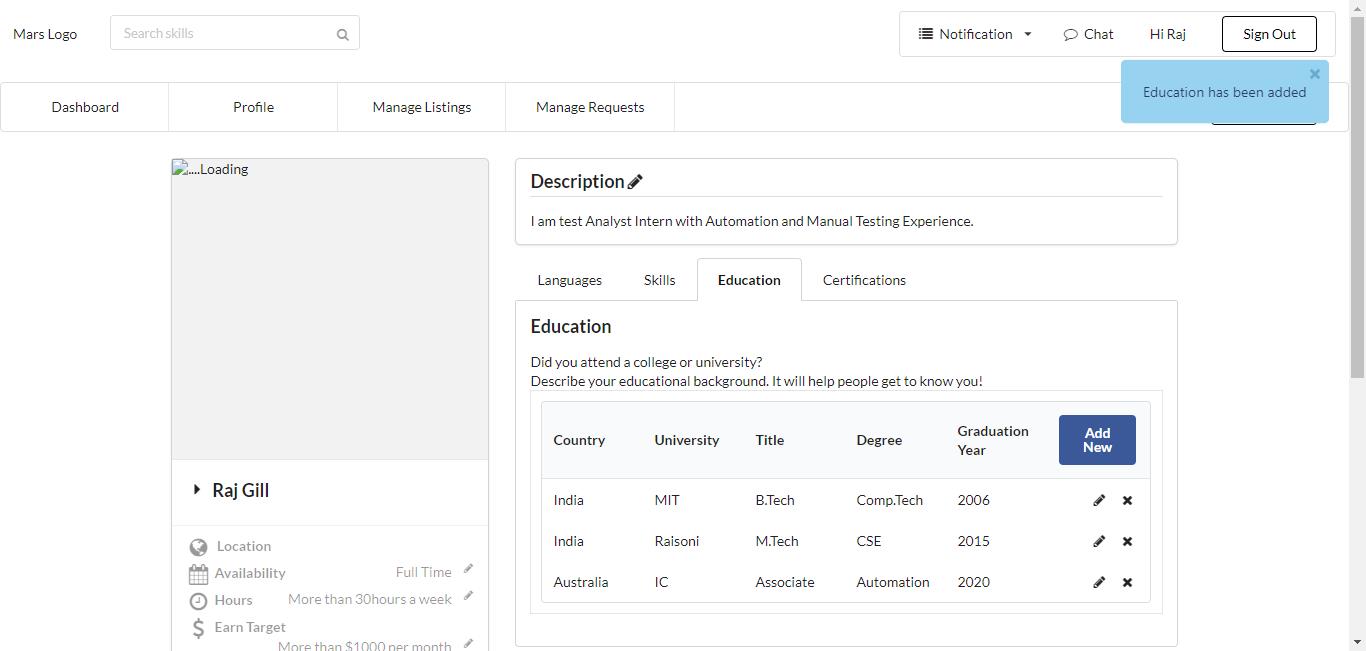 Mars Logo
Search skills
Notification
Chat
Hi Raj
Sign Out
Education has been added
Dashboard
Profile
Manage Listings
Manage Requests
....Loading
Raj Gill
Location
Availability
Full Time
Hours
More than 30hours a week
Earn Target
More than $1000 per month
Description
I am test Analyst Intern with Automation and Manual Testing Experience.
Languages
Skills
Education
Certifications
Education
Did you attend a college or university?
Describe your educational background. It will help people get to know you!
Country University Title Degree Graduation Year
Add New
India MIT B.Tech Comp.Tech 2006
India Raisoni M.Tech CSE 2015
Australia IC Associate Automation 2020